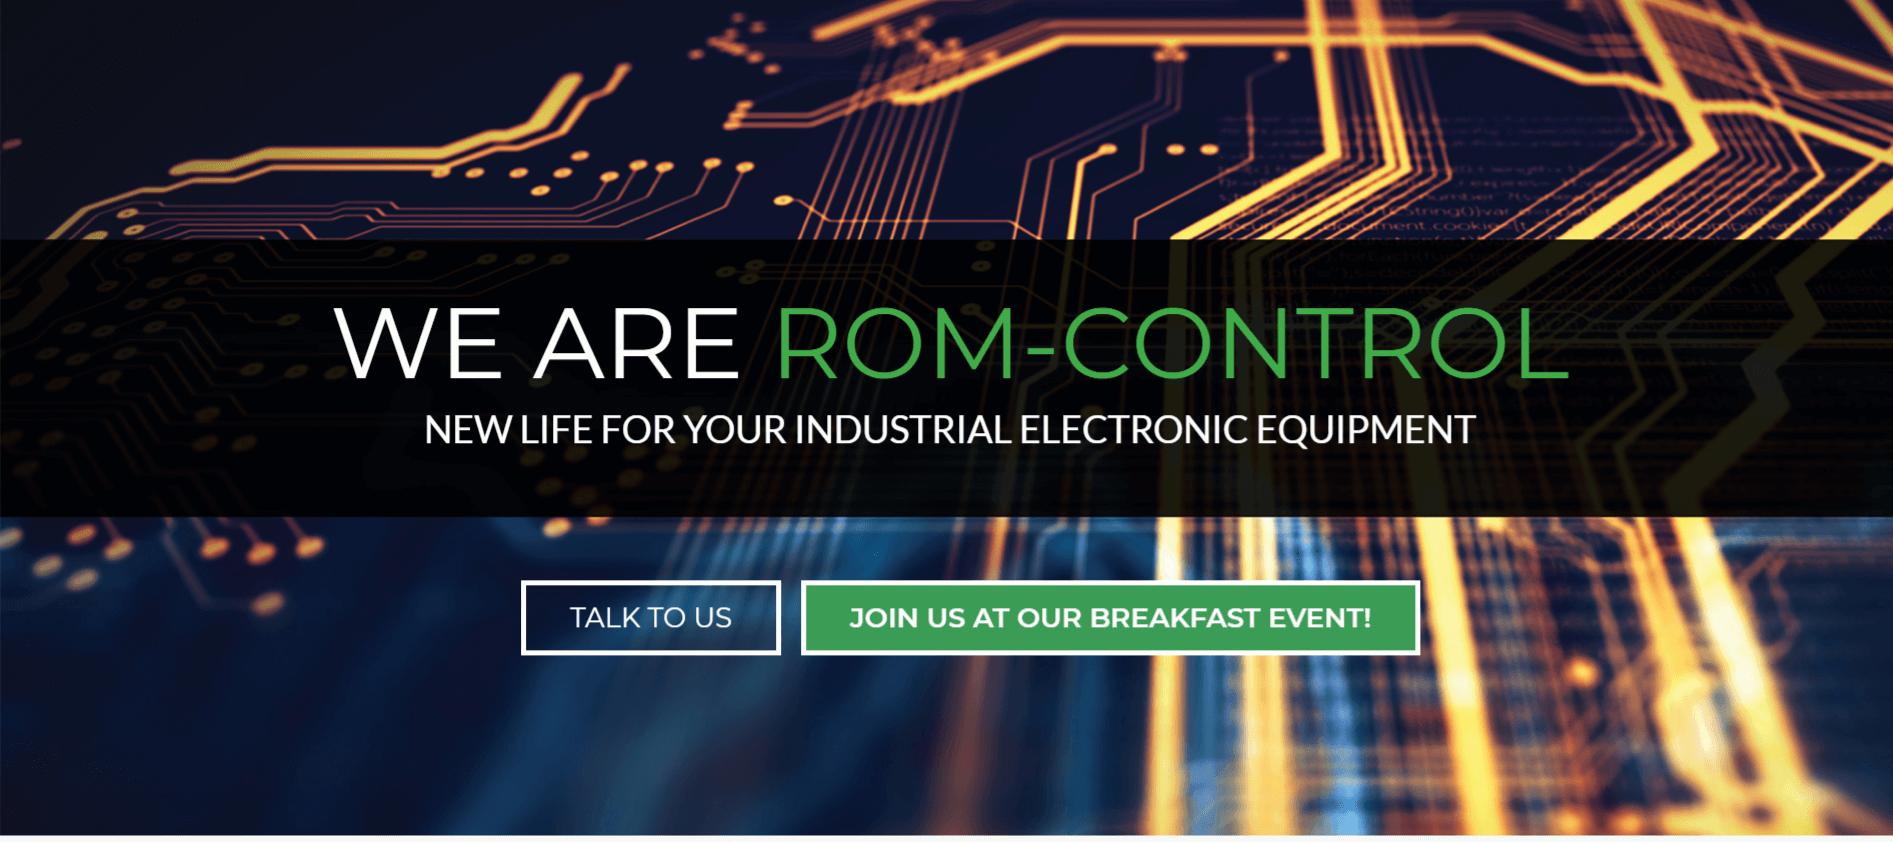 WE ARE ROM-CONTROL
NEW LIFE FOR YOUR INDUSTRIAL ELECTRONIC EQUIPMENT
TALK TO US
JOIN US AT OUR BREAKFAST EVENT!